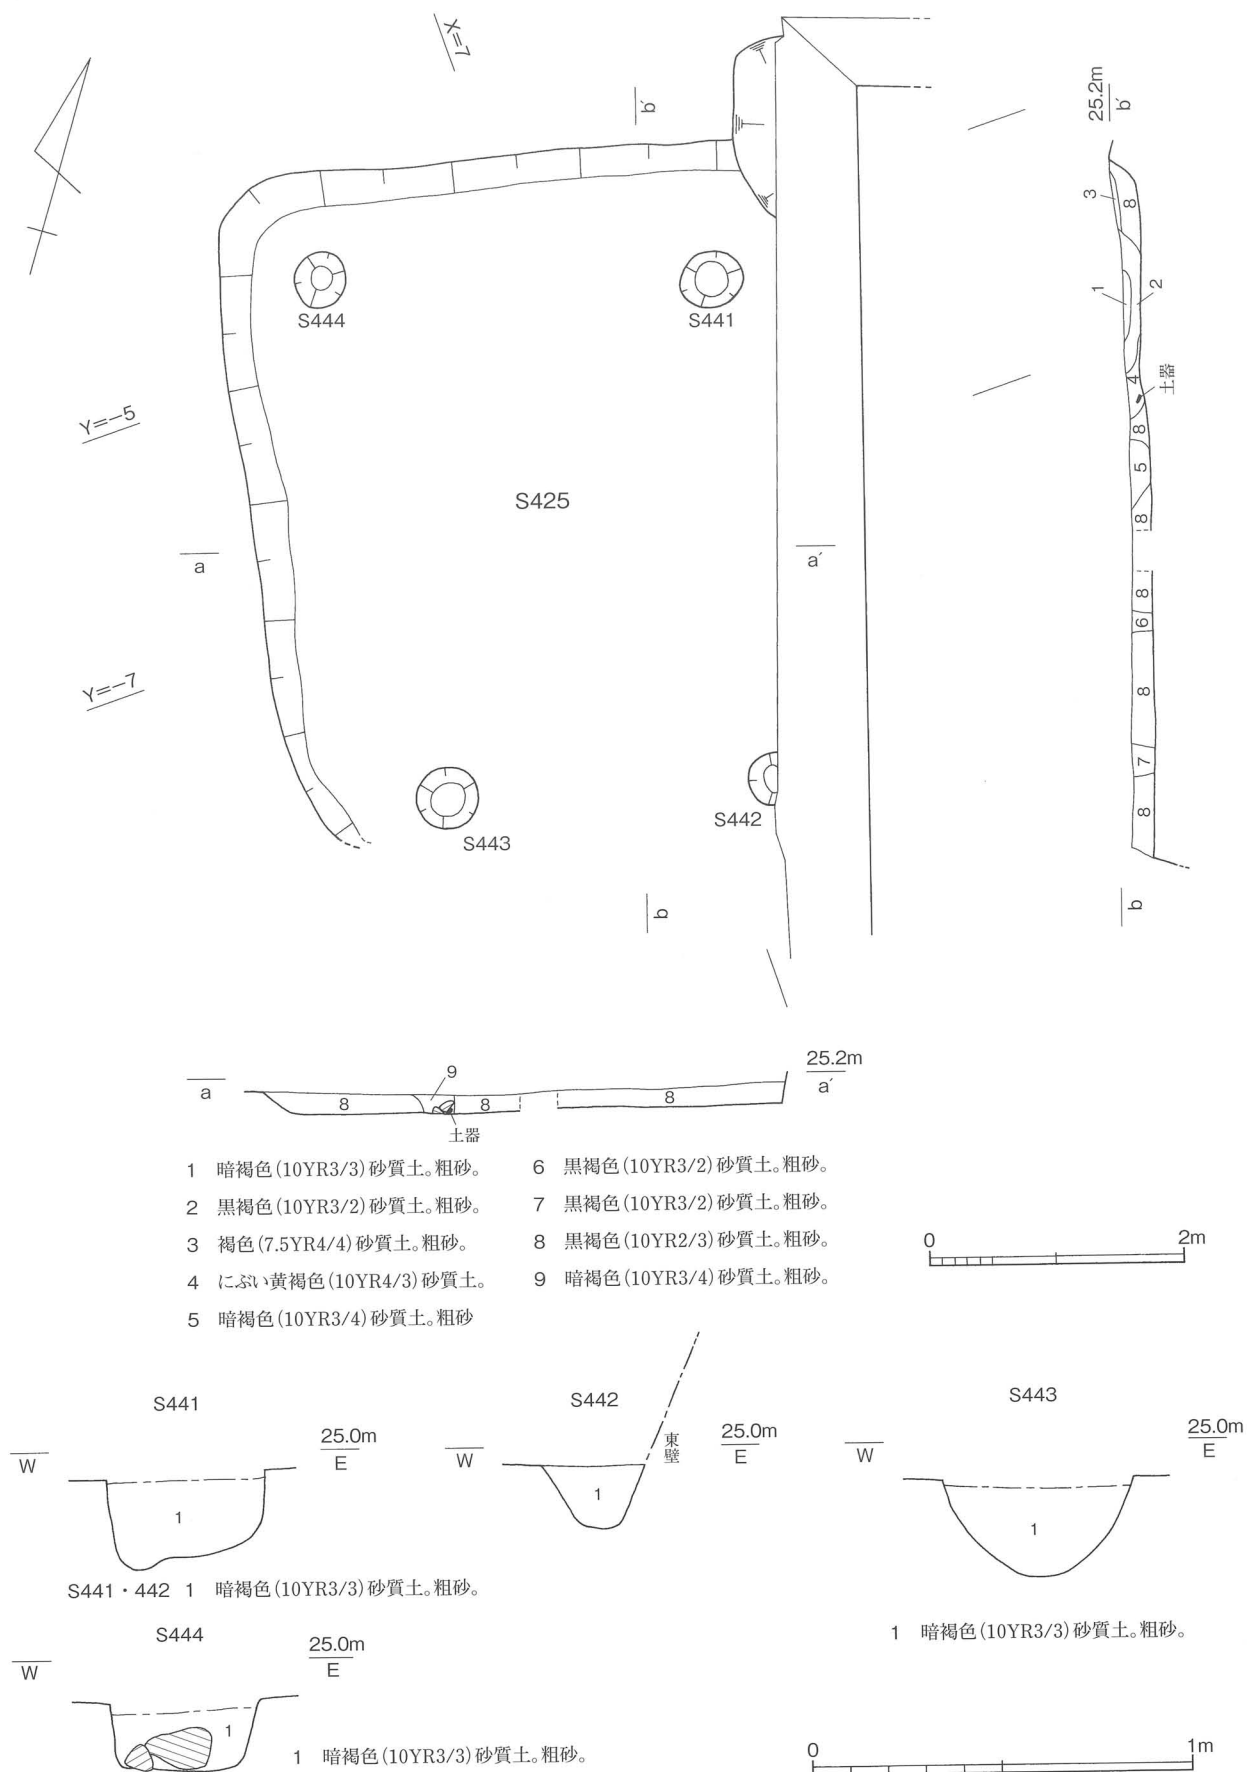 X=7
b′
25.2m
b′
3
8
1
2
S444
S441
4
土器
Y=-5
8
5
S425
8
a
a′
8
6
Y=-7
8
7
S443
S442
8
b
b
a
9
25.2m
a′
8
8
8
土器
1 暗褐色(10YR3/3)砂質土。粗砂。
2 黒褐色(10YR3/2)砂質土。粗砂。
3 褐色(7.5YR4/4)砂質土。粗砂。
4 にぶい黄褐色(10YR4/3)砂質土。
5 暗褐色(10YR3/4)砂質土。粗砂
6 黒褐色(10YR3/2)砂質土。粗砂。
7 黒褐色(10YR3/2)砂質土。粗砂。
8 黒褐色(10YR2/3)砂質土。粗砂。
9 暗褐色(10YR3/4)砂質土。粗砂。
0 2m
S441
W
25.0m
E
1
S442
W
東壁
25.0m
E
1
S443
W
25.0m
E
1
S441・442 1 暗褐色(10YR3/3)砂質土。粗砂。
1 暗褐色(10YR3/3)砂質土。粗砂。
S444
W
25.0m
E
1
1 暗褐色(10YR3/3)砂質土。粗砂。
0 1m